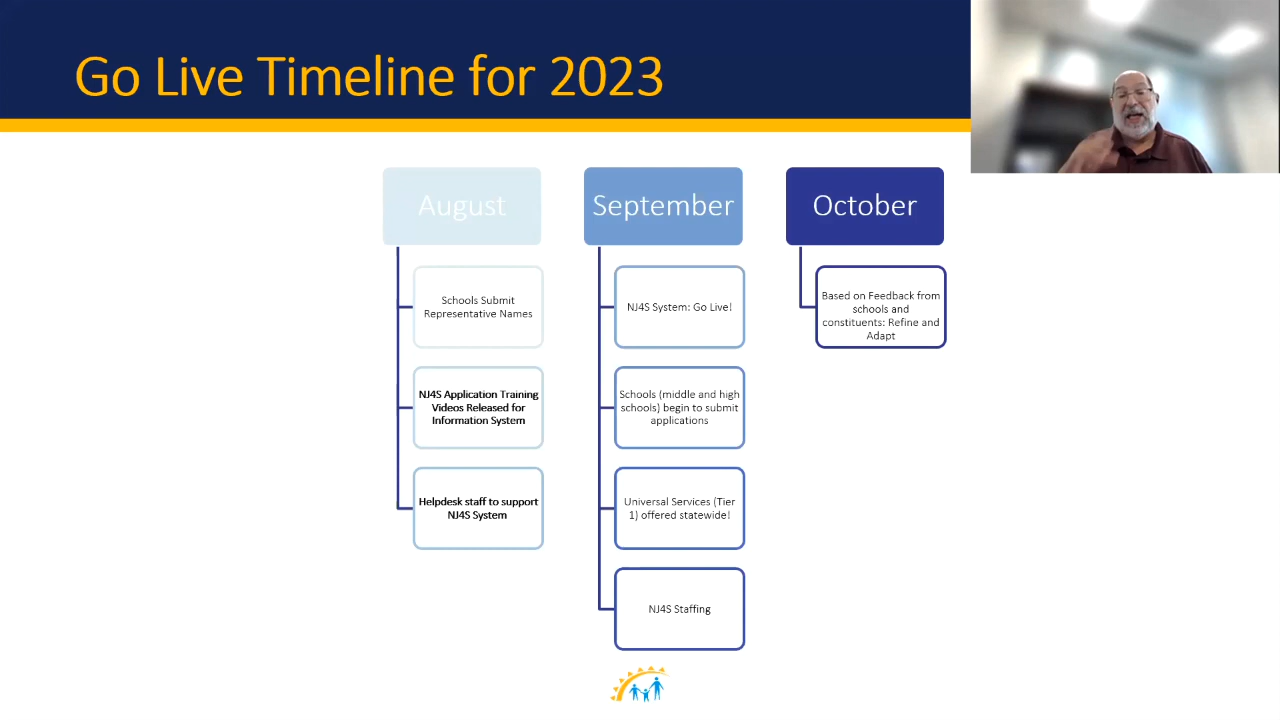 Go Live Timeline for 2023
August
Schools Submit
Representative Names
NJ4S Application Training
Videos Released for
Information System
Helpdesk staff to support
NJ4S System
September
NJ4S System: Go Live!
Schools (middle and high
schools) begin to submit
applications
Universal Services (Tier
1) offered statewide!
NJ4S Staffing
October
Based on Feedback from
schools and
constituents: Refine and
Adapt